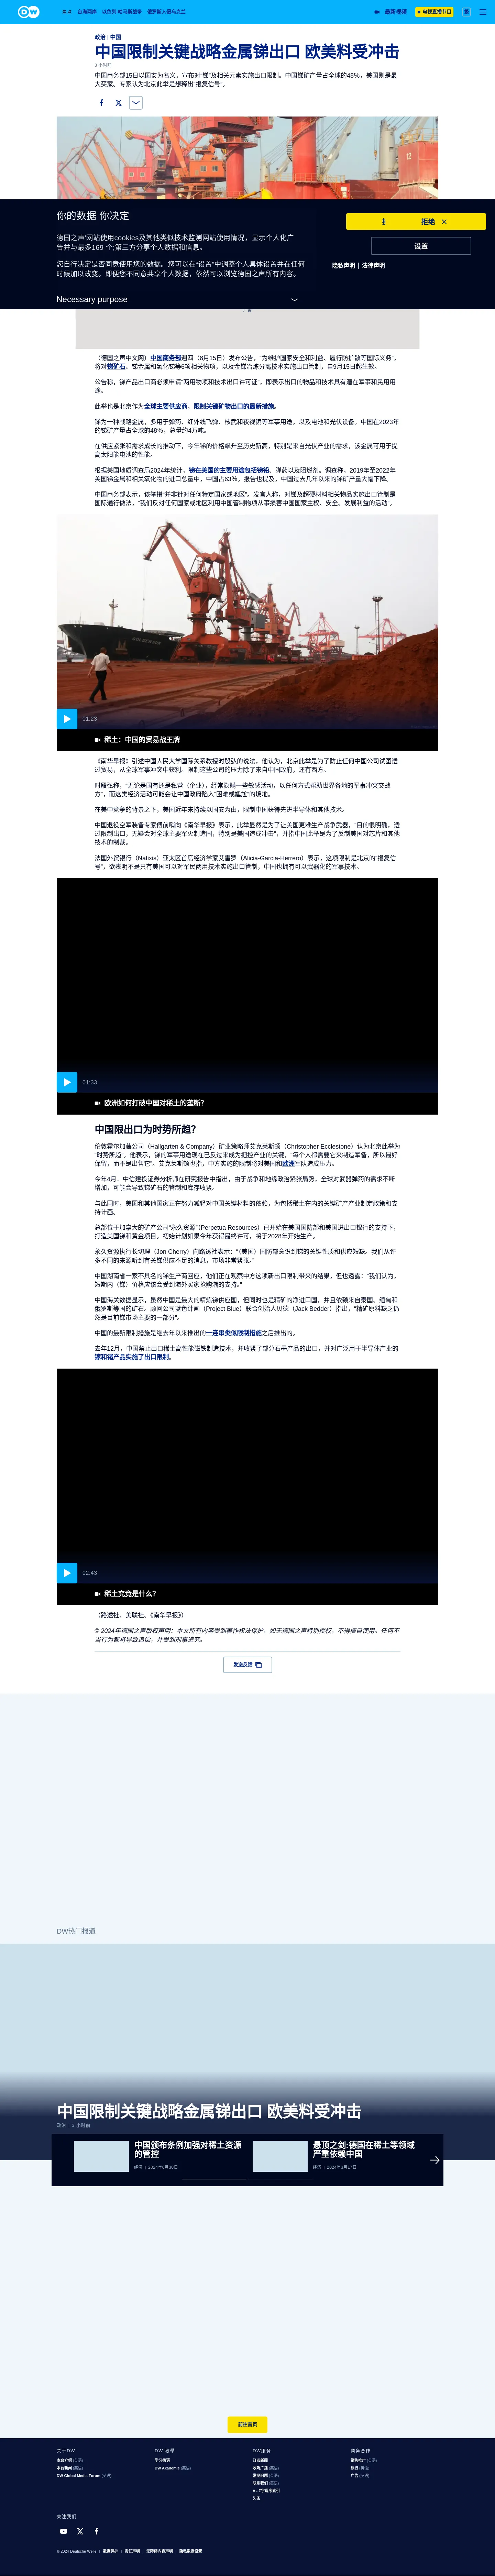 DW
焦点
台海两岸
以色列-哈马斯战争
俄罗斯入侵乌克兰
最新视频
电视直播节目
繁
政治 | 中国
中国限制关键战略金属锑出口 欧美料受冲击
3 小时前
中国商务部15日以国安为名义，宣布对“锑”及相关元素实施出口限制。中国锑矿产量占全球的48％，美国则是最大买家。专家认为北京此举是想释出“报复信号”。
你的数据 你决定
德国之声’网站使用cookies及其他类似技术监测网站使用情况，显示个人化广告并与最多169 个;第三方分享个人数据和信息。
您自行决定是否同意使用您的数据。您可以在“设置”中调整个人具体设置并在任何时候加以改变。即使您不同意共享个人数据，依然可以浏览德国之声所有内容。
Necessary purpose
拒绝
设置
隐私声明 | 法律声明
（德国之声中文网）中国商务部週四（8月15日）发布公告，“为维护国家安全和利益、履行防扩散等国际义务”，将对锑矿石、锑金属和氧化锑等6项相关物项，以及金锑冶炼分离技术实施出口管制，自9月15日起生效。
公告稱，锑产品出口商必须申请“两用物项和技术出口许可证”，即表示出口的物品和技术具有潜在军事和民用用途。
此举也是北京作为全球主要供应商，限制关键矿物出口的最新措施。
锑为一种战略金属，多用于弹药、红外线飞弹、核武和夜视镜等军事用途，以及电池和光伏设备。中国在2023年的锑矿产量占全球的48％，总量约4万吨。
在供应紧张和需求成长的推动下，今年锑的价格飙升至历史新高，特别是来自光伏产业的需求，该金属可用于提高太阳能电池的性能。
根据美国地质调查局2024年统计，锑在美国的主要用途包括锑铅、弹药以及阻燃剂。调查称，2019年至2022年美国锑金属和相关氧化物的进口总量中，中国占63％。报告也提及，中国过去几年以来的锑矿产量大幅下降。
中国商务部表示，该举措“并非针对任何特定国家或地区”。发言人称，对锑及超硬材料相关物品实施出口管制是国际通行做法，“我们反对任何国家或地区利用中国管制物项从事损害中国国家主权、安全、发展利益的活动”。
01:23
稀土：中国的贸易战王牌
《南华早报》引述中国人民大学国际关系教授时殷弘的说法，他认为，北京此举是为了防止任何中国公司试图透过贸易，从全球军事冲突中获利。限制这些公司的压力除了来自中国政府，还有西方。
时殷弘称，“无论是国有还是私营（企业），经常隐瞒一些敏感活动，以任何方式帮助世界各地的军事冲突交战方”，而这类经济活动可能会让中国政府陷入“困难或尴尬”的境地。
在美中竞争的背景之下，美国近年来持续以国安为由，限制中国获得先进半导体和其他技术。
中国退役空军装备专家傅前哨向《南华早报》表示，此举显然是为了让美国更难生产战争武器，“目的很明确，透过限制出口，无疑会对全球主要军火制造国，特别是美国造成冲击”，并指中国此举是为了反制美国对芯片和其他技术的制裁。
法国外贸银行（Natixis）亚太区首席经济学家艾雷罗（Alicia-Garcia-Herrero）表示，这项限制是北京的“报复信号”，欲表明不是只有美国可以对军民两用技术实施出口管制，中国也拥有可以武器化的军事技术。
01:33
欧洲如何打破中国对稀土的垄断？
中国限出口为时势所趋？
伦敦霍尔加藤公司（Hallgarten & Company）矿业策略师艾克莱斯顿（Christopher Ecclestone）认为北京此举为“时势所趋”。他表示，锑的军事用途现在已反过来成为把控产业的关键，“每个人都需要它来制造军备，所以最好保留，而不是出售它”。艾克莱斯顿也指，中方实施的限制将对美国和欧洲军队造成压力。
今年4月、中信建投证券分析师在研究报告中指出，由于战争和地缘政治紧张局势，全球对武器弹药的需求不断增加，可能会导致锑矿石的管制和库存收紧。
与此同时，美国和其他国家正在努力减轻对中国关键材料的依赖，为包括稀土在内的关键矿产产业制定政策和支持计画。
总部位于加拿大的矿产公司“永久资源”（Perpetua Resources）已开始在美国国防部和美国进出口银行的支持下，打造美国锑和黄金项目。初始计划如果今年获得最终许可，将于2028年开始生产。
永久资源执行长切理（Jon Cherry）向路透社表示：“（美國）国防部意识到锑的关键性质和供应短缺。我们从许多不同的来源听到有关锑供应不足的消息，市场非常紧张。”
中国湖南省一家不具名的锑生产商回应，他们正在观察中方这项新出口限制带来的结果，但也透露：“我们认为，短期内（锑）价格应该会受到海外买家抢购潮的支持。”
中国海关数据显示，虽然中国是最大的精炼锑供应国，但同时也是精矿的净进口国，并且依赖来自泰国、缅甸和俄罗斯等国的矿石。顾问公司蓝色计画（Project Blue）联合创始人贝德（Jack Bedder）指出，“精矿原料缺乏仍然是目前锑市场主要的一部分”。
中国的最新限制措施是继去年以来推出的一连串类似限制措施之后推出的。
去年12月，中国禁止出口稀土高性能磁铁制造技术，并收紧了部分石墨产品的出口，并对广泛用于半导体产业的镓和锗产品实施了出口限制。
02:43
稀土究竟是什么？
（路透社、美联社、《南华早报》）
© 2024年德国之声版权声明：本文所有内容受到著作权法保护，如无德国之声特别授权，不得擅自使用。任何不当行为都将导致追偿，并受到刑事追究。
发送反馈
DW热门报道
中国限制关键战略金属锑出口 欧美料受冲击
政治 | 3 小时前
中国颁布条例加强对稀土资源的管控
经济 | 2024年6月30日
悬顶之剑:德国在稀土等领域严重依赖中国
经济 | 2024年3月17日
前往首页
关于DW
本台介绍 (英语)
本台新闻 (英语)
DW Global Media Forum (英语)
DW 教学
学习德语
DW Akademie (英语)
DW服务
订阅新闻
收听广播 (英语)
常见问题 (英语)
联系我们 (英语)
A - Z字母序索引
头条
商务合作
销售推广 (英语)
旅行 (英语)
广告 (英语)
关注我们
© 2024 Deutsche Welle | 数据保护 | 责任声明 | 无障碍内容声明 | 隐私数据设置